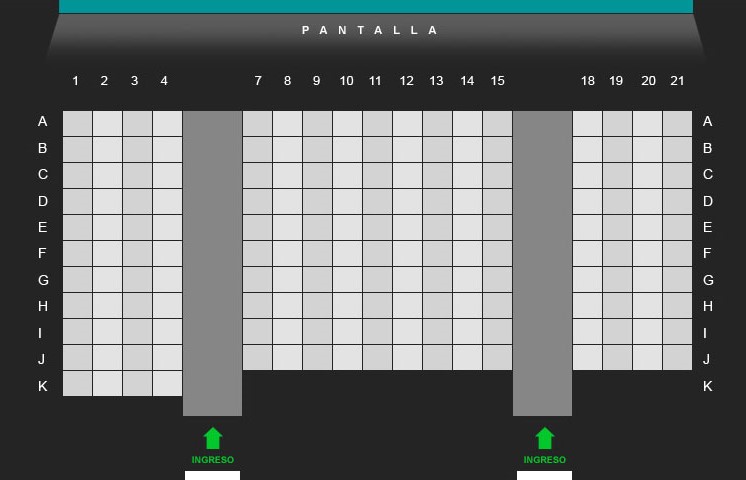 P A N T A L L A
1 2 3 4 7 8 9 10 11 12 13 14 15 18 19 20 21
A A
B B
C C
D D
E E
F F
G G
H H
I I
J J
K K
INGRESO INGRESO